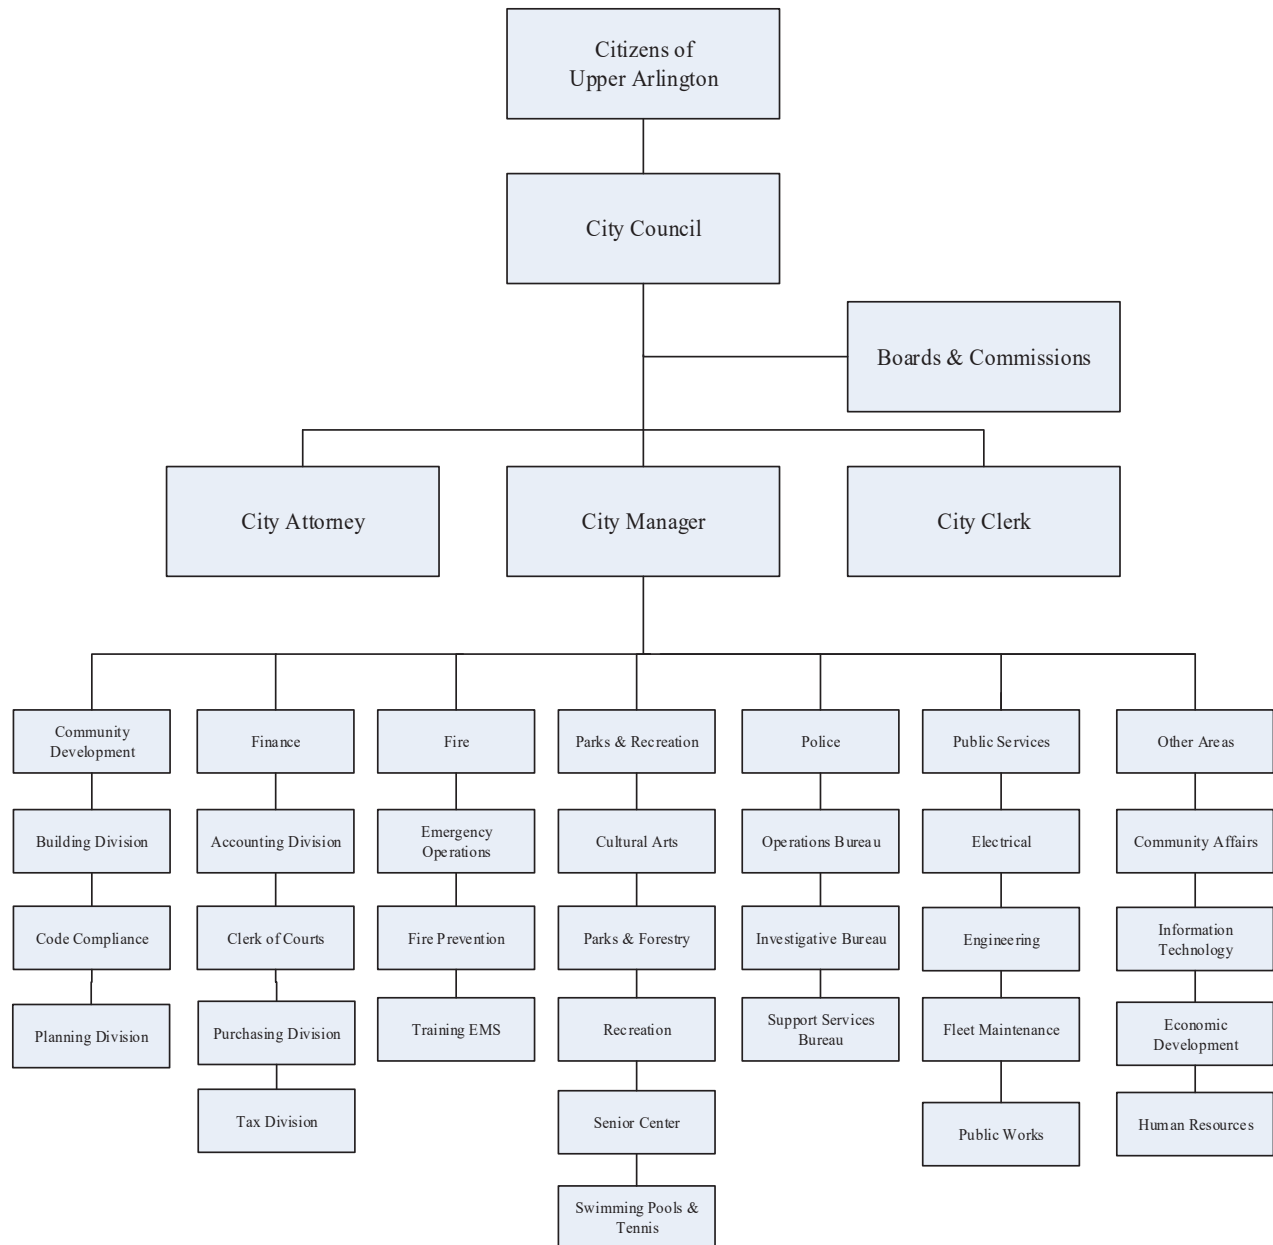 Citizens of
Upper Arlington
City Council
Boards & Commissions
City Attorney
City Manager
City Clerk
Community
Development
Finance
Fire
Parks & Recreation
Police
Public Services
Other Areas
Building Division
Accounting Division
Emergency
Operations
Cultural Arts
Operations Bureau
Electrical
Community Affairs
Code Compliance
Clerk of Courts
Fire Prevention
Parks & Forestry
Investigative Bureau
Engineering
Information
Technology
Planning Division
Purchasing Division
Training EMS
Recreation
Support Services
Bureau
Fleet Maintenance
Economic
Development
Tax Division
Senior Center
Public Works
Human Resources
Swimming Pools &
Tennis